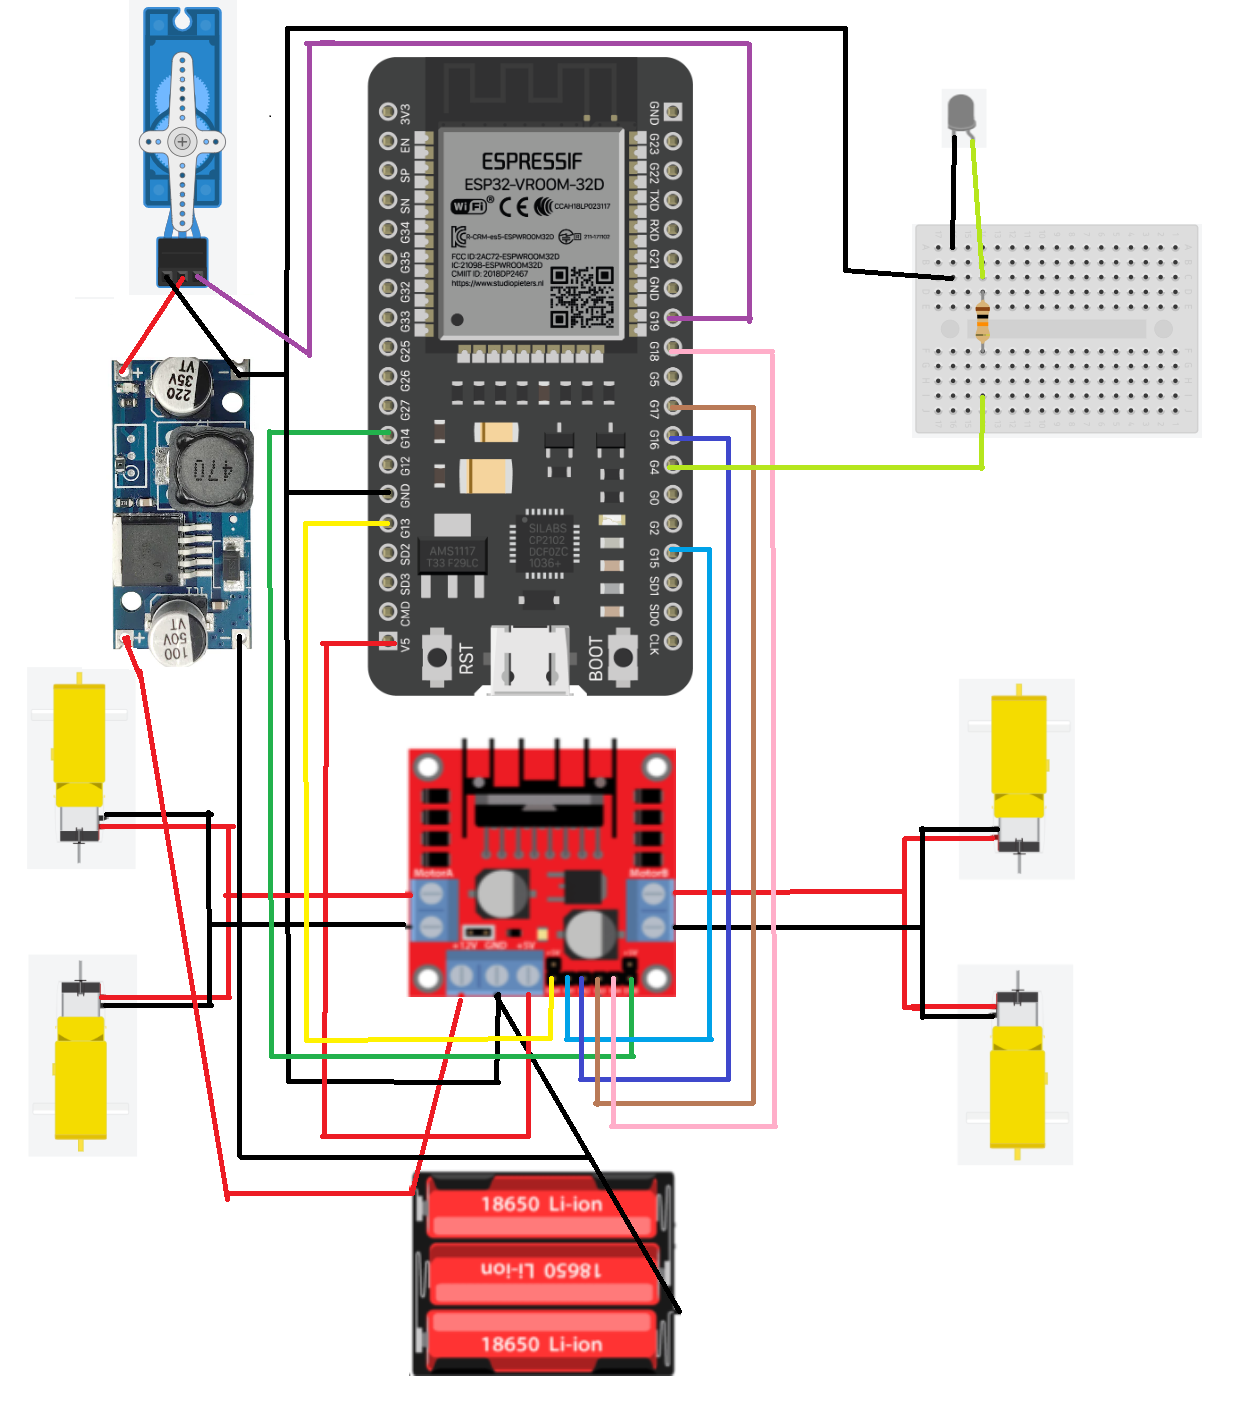 3V3
EN
SP
SN
G34
G35
G32
G33
G25
G26
G27
G14
G12
GND
G13
SD2
SD3
CMD
V5
GND
G23
G22
TXD
RXD
G21
GND
G19
G18
G5
G17
G16
G4
G0
G2
G15
SD1
SD0
CLK
ESPRESSIF
ESP32-VROOM-32D
WiFi
CCAH18LP023117
R-CRM-es5-ESPWROOM32D
211-171102
FCC ID:2AC72-ESPWROOM32D
IC:21098-ESPWROOM32D
CMIIT ID: 2018DP2467
https://www.studiopieters.nl
220
35V
VT
470
+
−
100
50V
VT
+
−
AMS1117
T33 F29LC
SILABS
CP2102
DCF0ZC
1036+
RST
BOOT
MotorA
MotorB
+12V GND +5V
18650 Li-ion
18650 Li-ion
18650 Li-ion